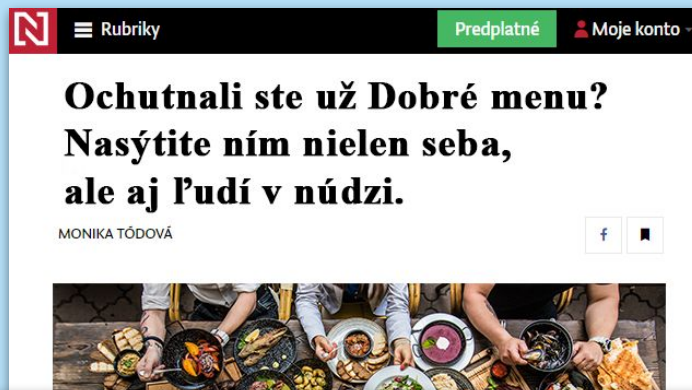 N Rubriky Predplatné Moje konto
Ochutnali ste už Dobré menu?
Nasýtite ním nielen seba,
ale aj ľudí v núdzi.
MONIKA TÓDOVÁ
f